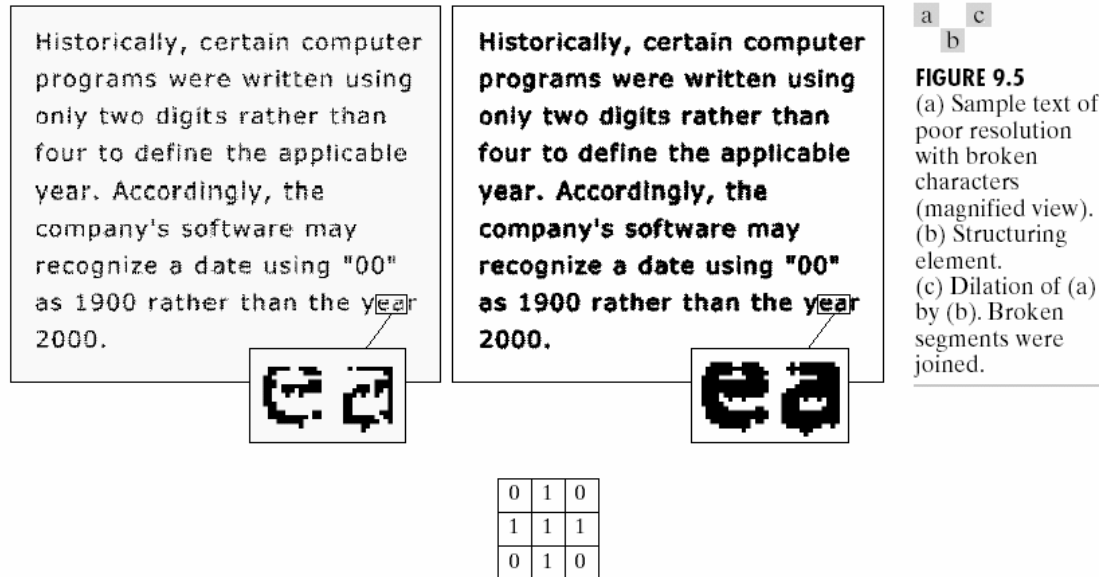 Historically, certain computer
programs were written using
only two digits rather than
four to define the applicable
year. Accordingly, the
company's software may
recognize a date using "00"
as 1900 rather than the year
2000.
ea
Historically, certain computer
programs were written using
only two digits rather than
four to define the applicable
year. Accordingly, the
company's software may
recognize a date using "00"
as 1900 rather than the year
2000.
ea
a c
b
FIGURE 9.5
(a) Sample text of
poor resolution
with broken
characters
(magnified view).
(b) Structuring
element.
(c) Dilation of (a)
by (b). Broken
segments were
joined.
0 1 0
1 1 1
0 1 0